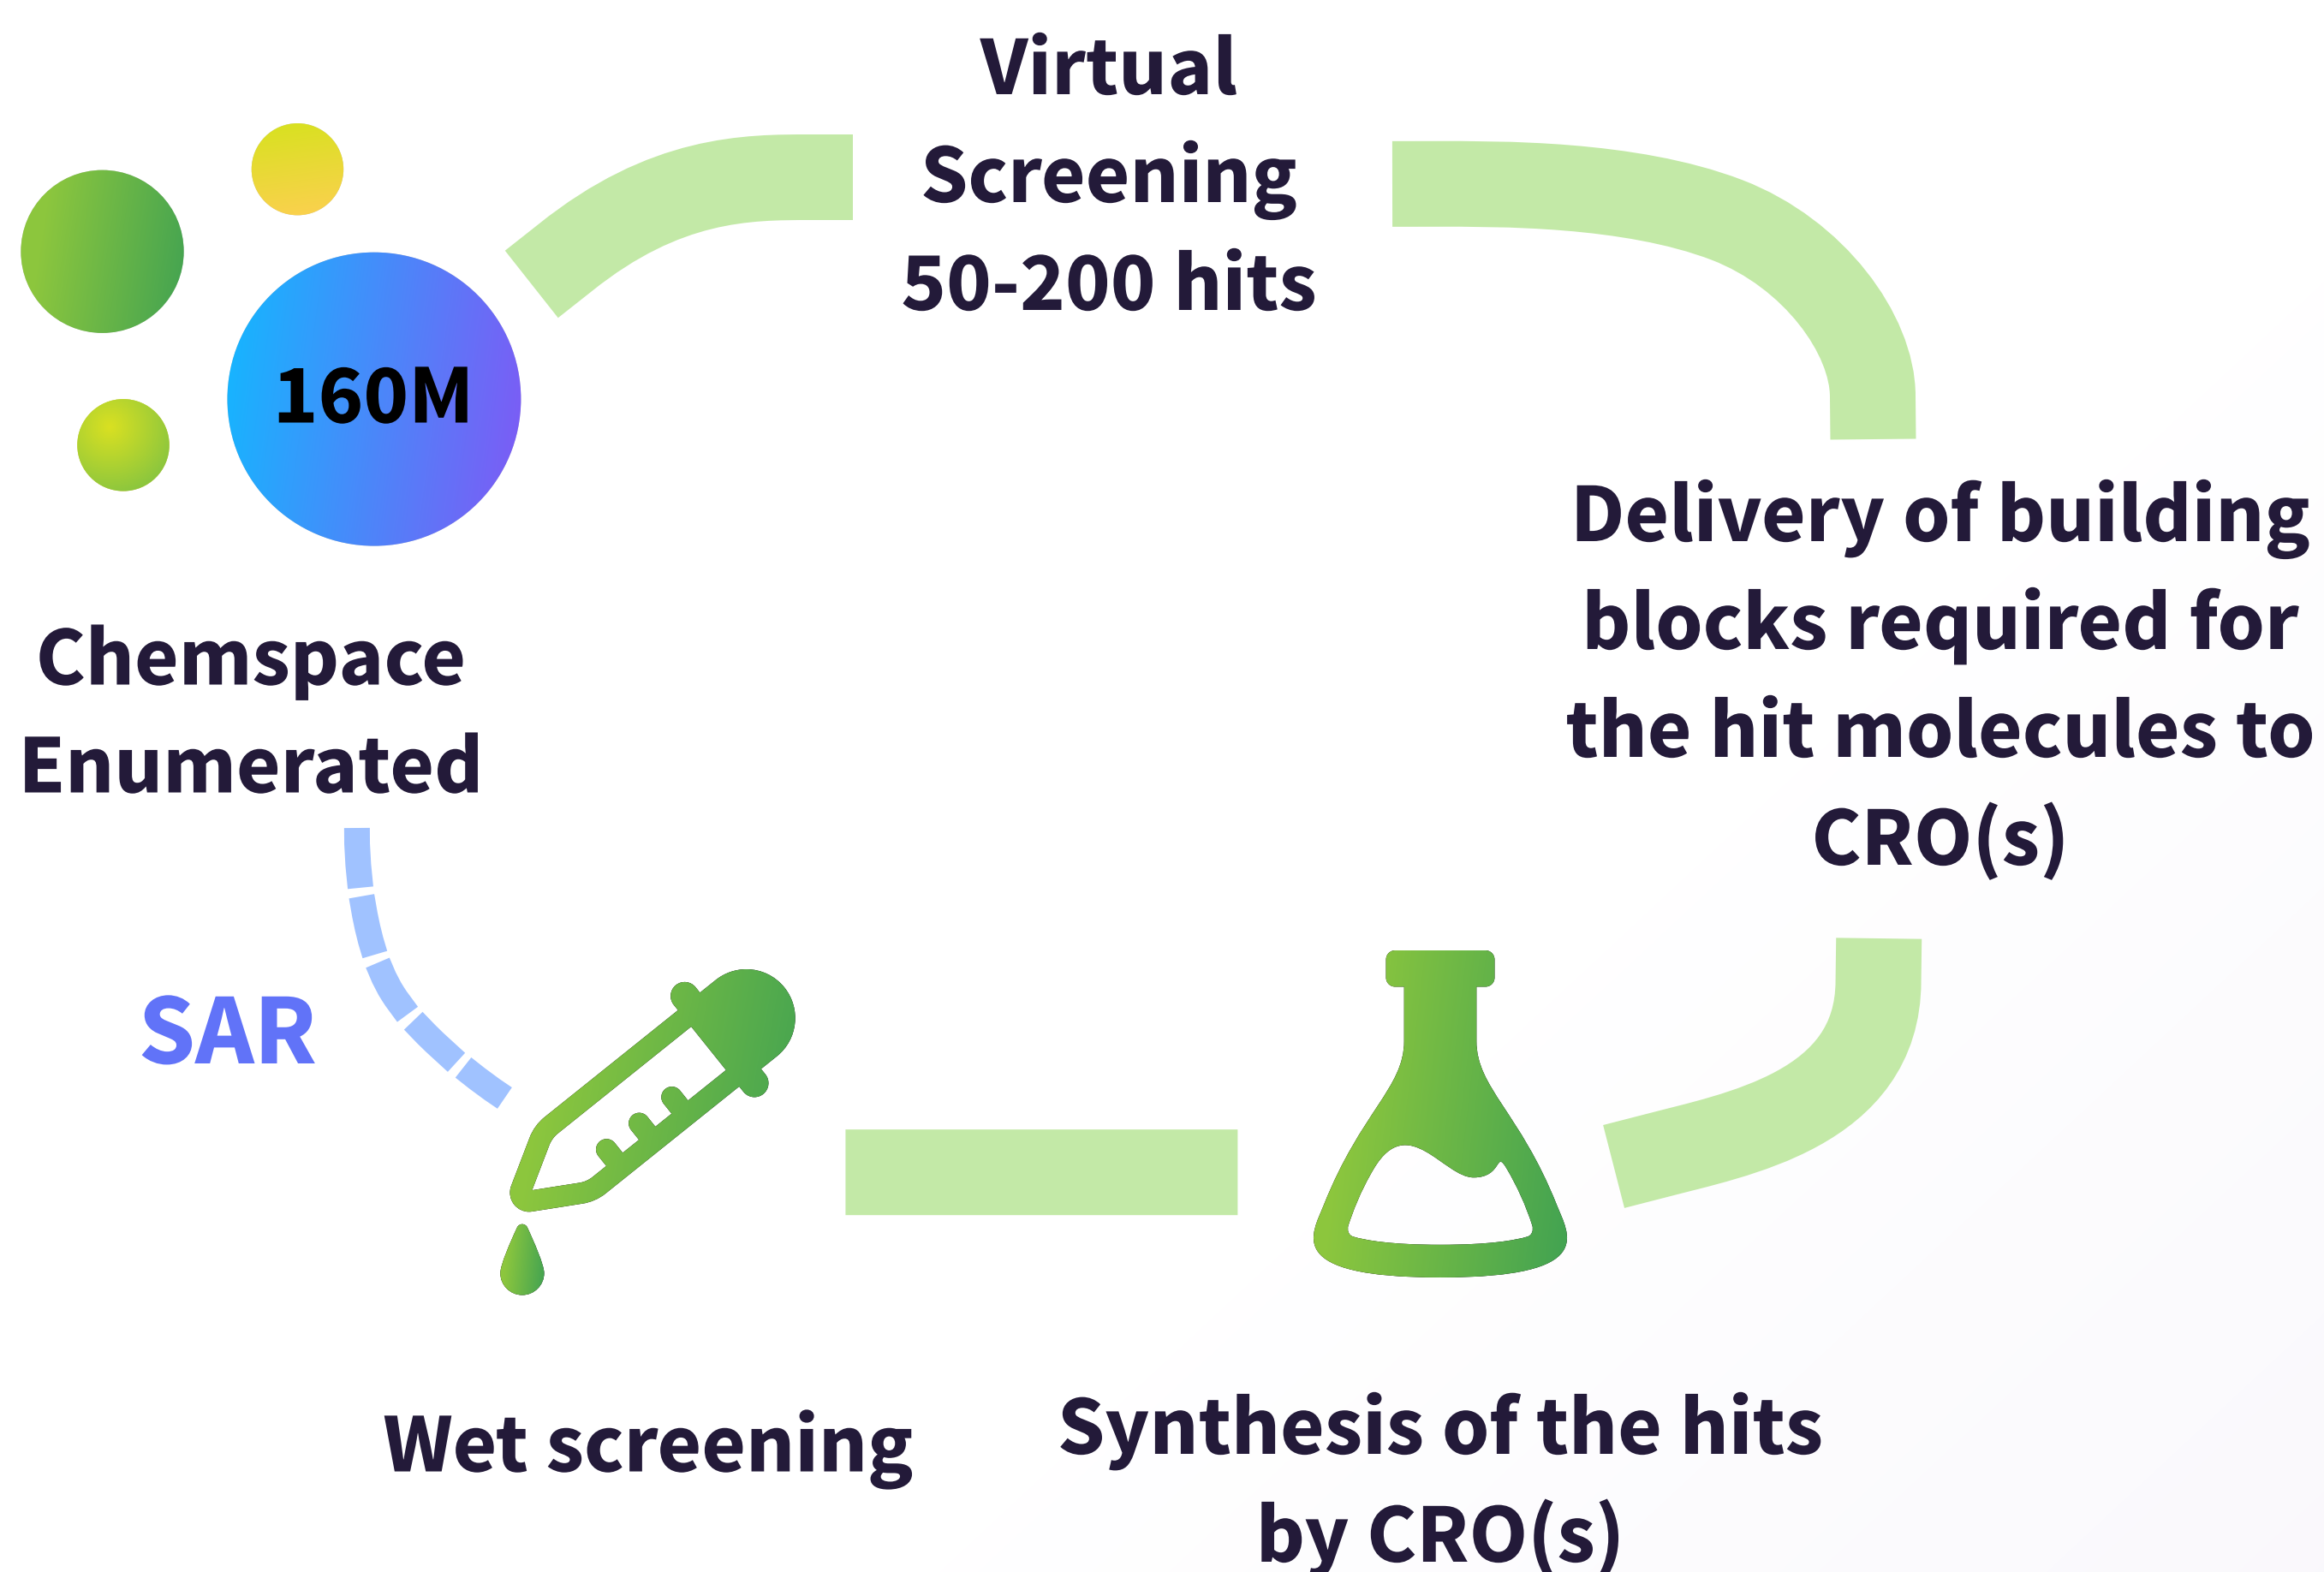 Virtual
Screening
50-200 hits
160M
Chemspace
Enumerated
Delivery of building
blocks required for
the hit molecules to
CRO(s)
SAR
Wet screening
Synthesis of the hits
by CRO(s)